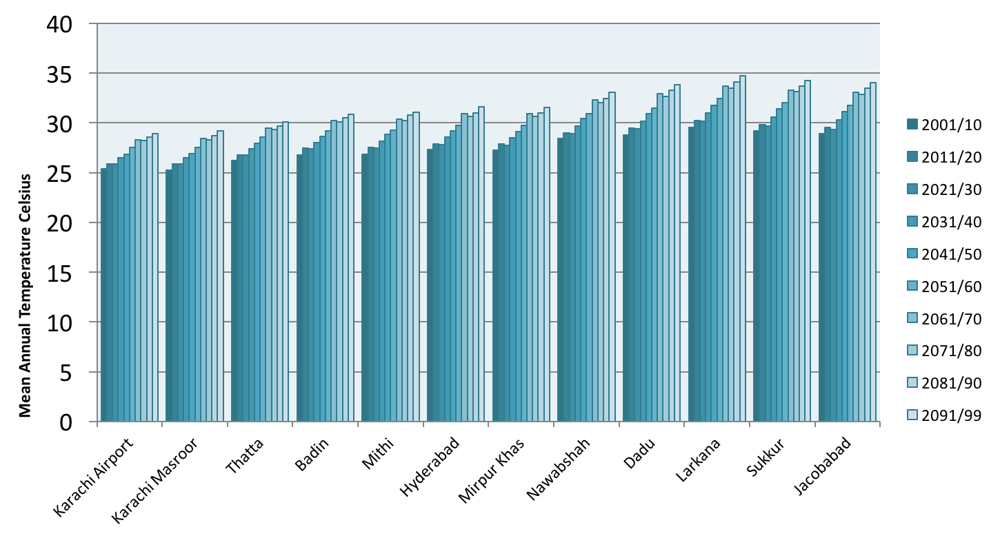 40
35
30
25
20
15
10
5
0
Mean Annual Temperature Celsius
Karachi Airport
Karachi Masroor
Thatta
Badin
Mithi
Hyderabad
Mirpur Khas
Nawabshah
Dadu
Larkana
Sukkur
Jacobabad
2001/10
2011/20
2021/30
2031/40
2041/50
2051/60
2061/70
2071/80
2081/90
2091/99